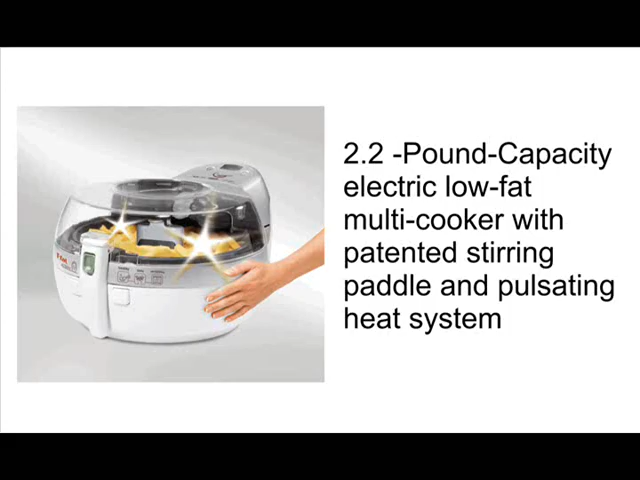 2.2 -Pound-Capacity
electric low-fat
multi-cooker with
patented stirring
paddle and pulsating
heat system